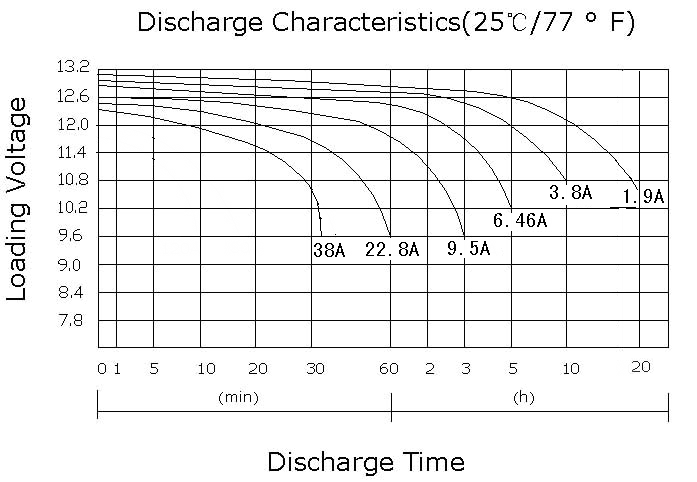 Discharge Characteristics(25℃/77 ° F)
Loading Voltage
13.2
12.6
12.0
11.4
10.8
10.2
9.6
9.0
8.4
7.8
38A 22.8A 9.5A 6.46A 3.8A 1.9A
0 1 5 10 20 30 60 2 3 5 10 20
(min) (h)
Discharge Time